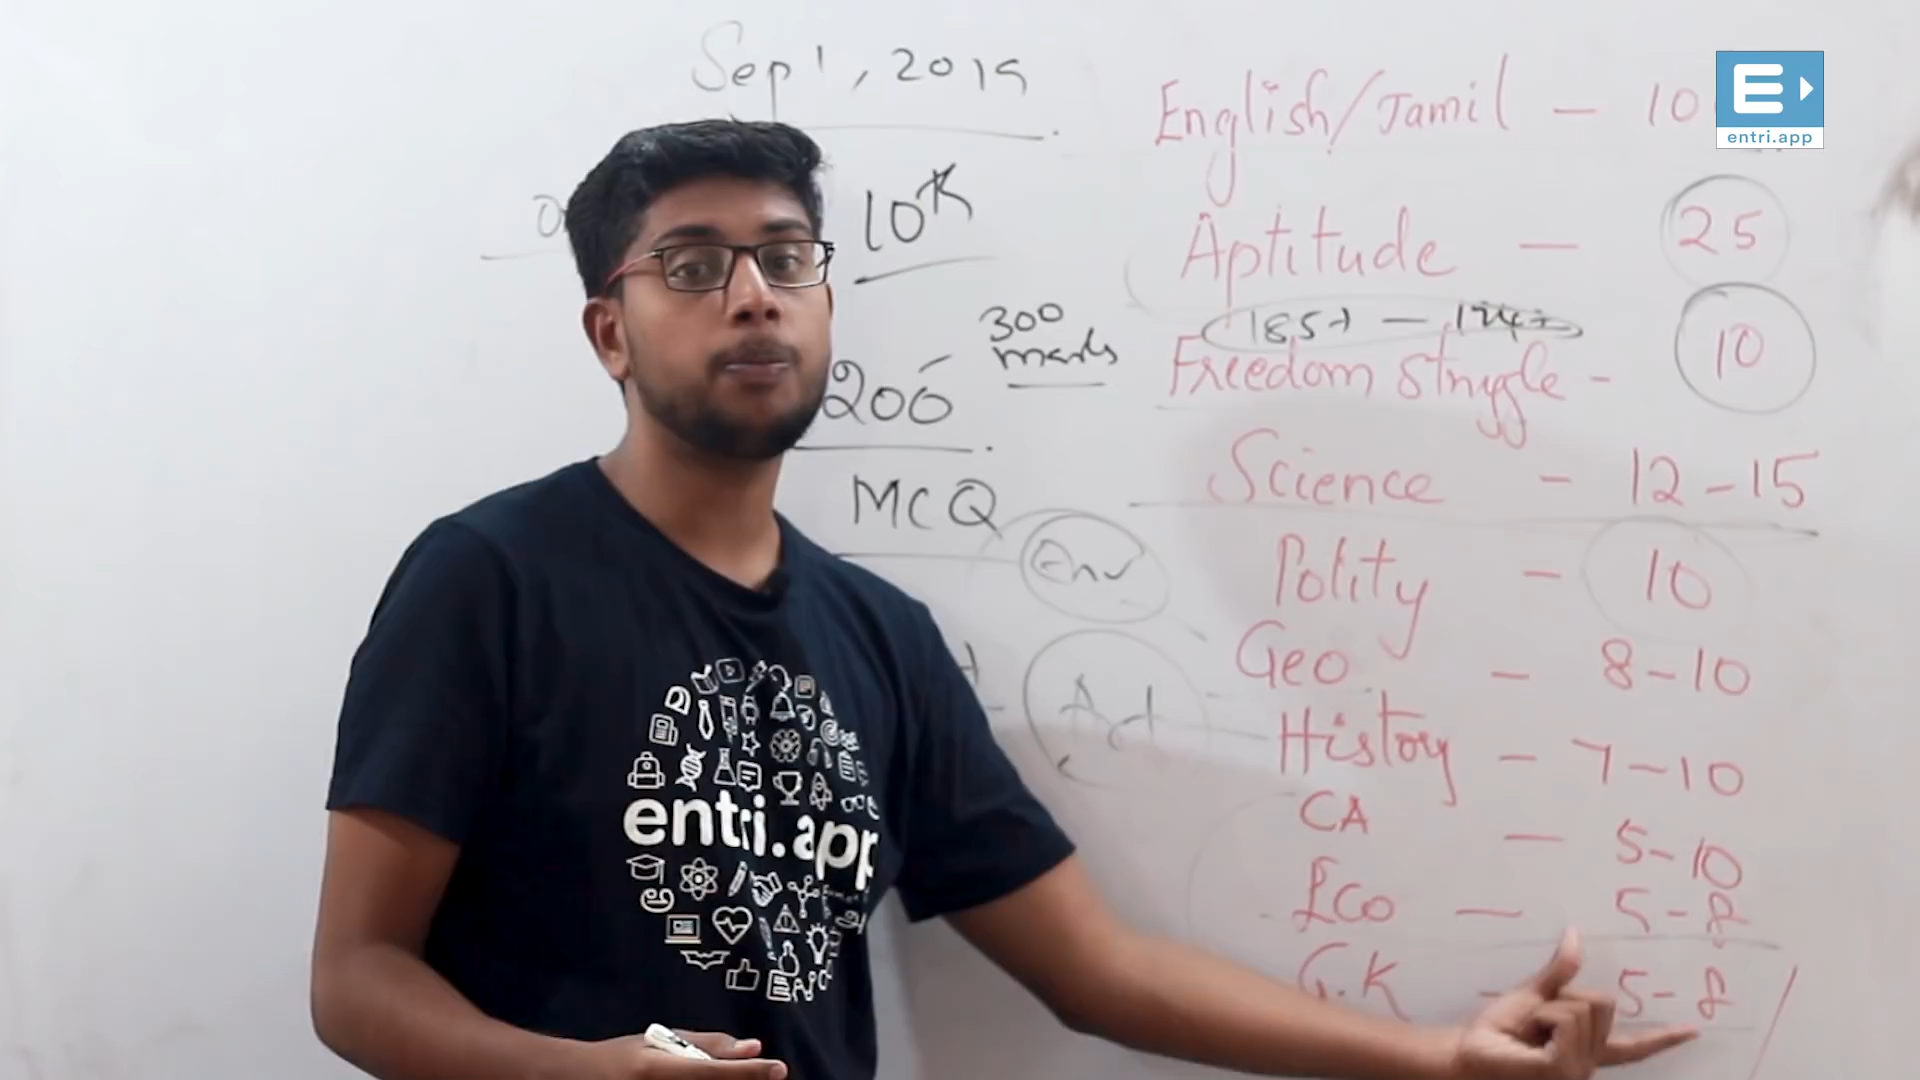 Sep 1, 2019
10K
300
marks
200
MCQ
Env
Art
English/Tamil - 10
Aptitude - 25
1857 - 1947
Freedom Struggle - 10
Science - 12-15
Polity - 10
Geo - 8-10
History - 7-10
CA - 5-10
Eco - 5-8
G.K - 5-8
E
entri.app
entri.app